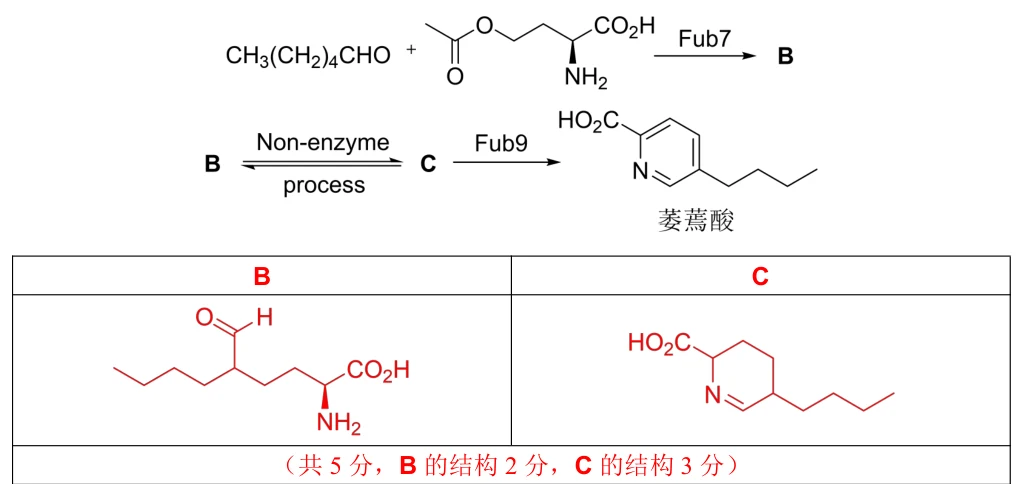 CH3(CH2)4CHO + O O CO2H NH2 Fub7 B
B Non-enzyme process C Fub9 HO2C N
萎蔫酸
B C
O H CO2H NH2 HO2C N
(共 5 分，B 的结构 2 分，C 的结构 3 分)